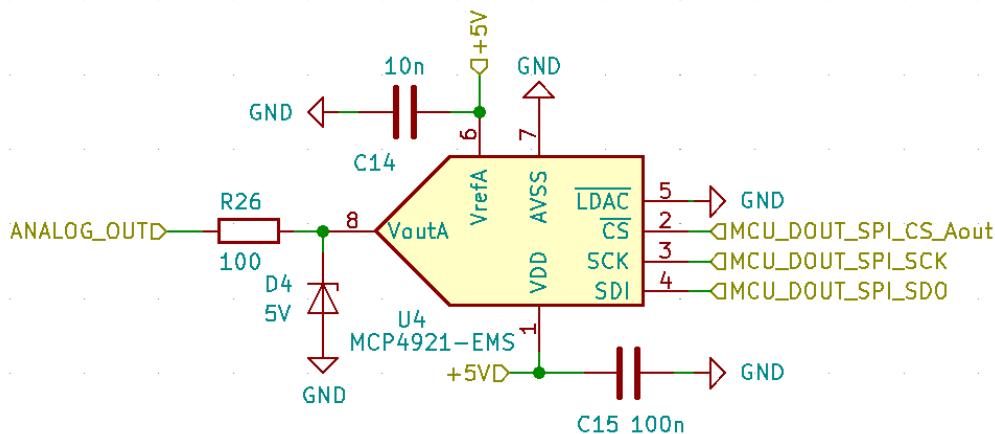 +5V
10n
GND
GND
C14
6
7
VrefA
AVSS
LDAC
5
GND
R26
ANALOG_OUT
100
8
VoutA
CS
2
MCU_DOUT_SPI_CS_Aout
SCK
3
MCU_DOUT_SPI_SCK
SDI
4
MCU_DOUT_SPI_SDO
VDD
D4
5V
GND
U4
MCP4921-EMS
1
+5V
GND
C15 100n